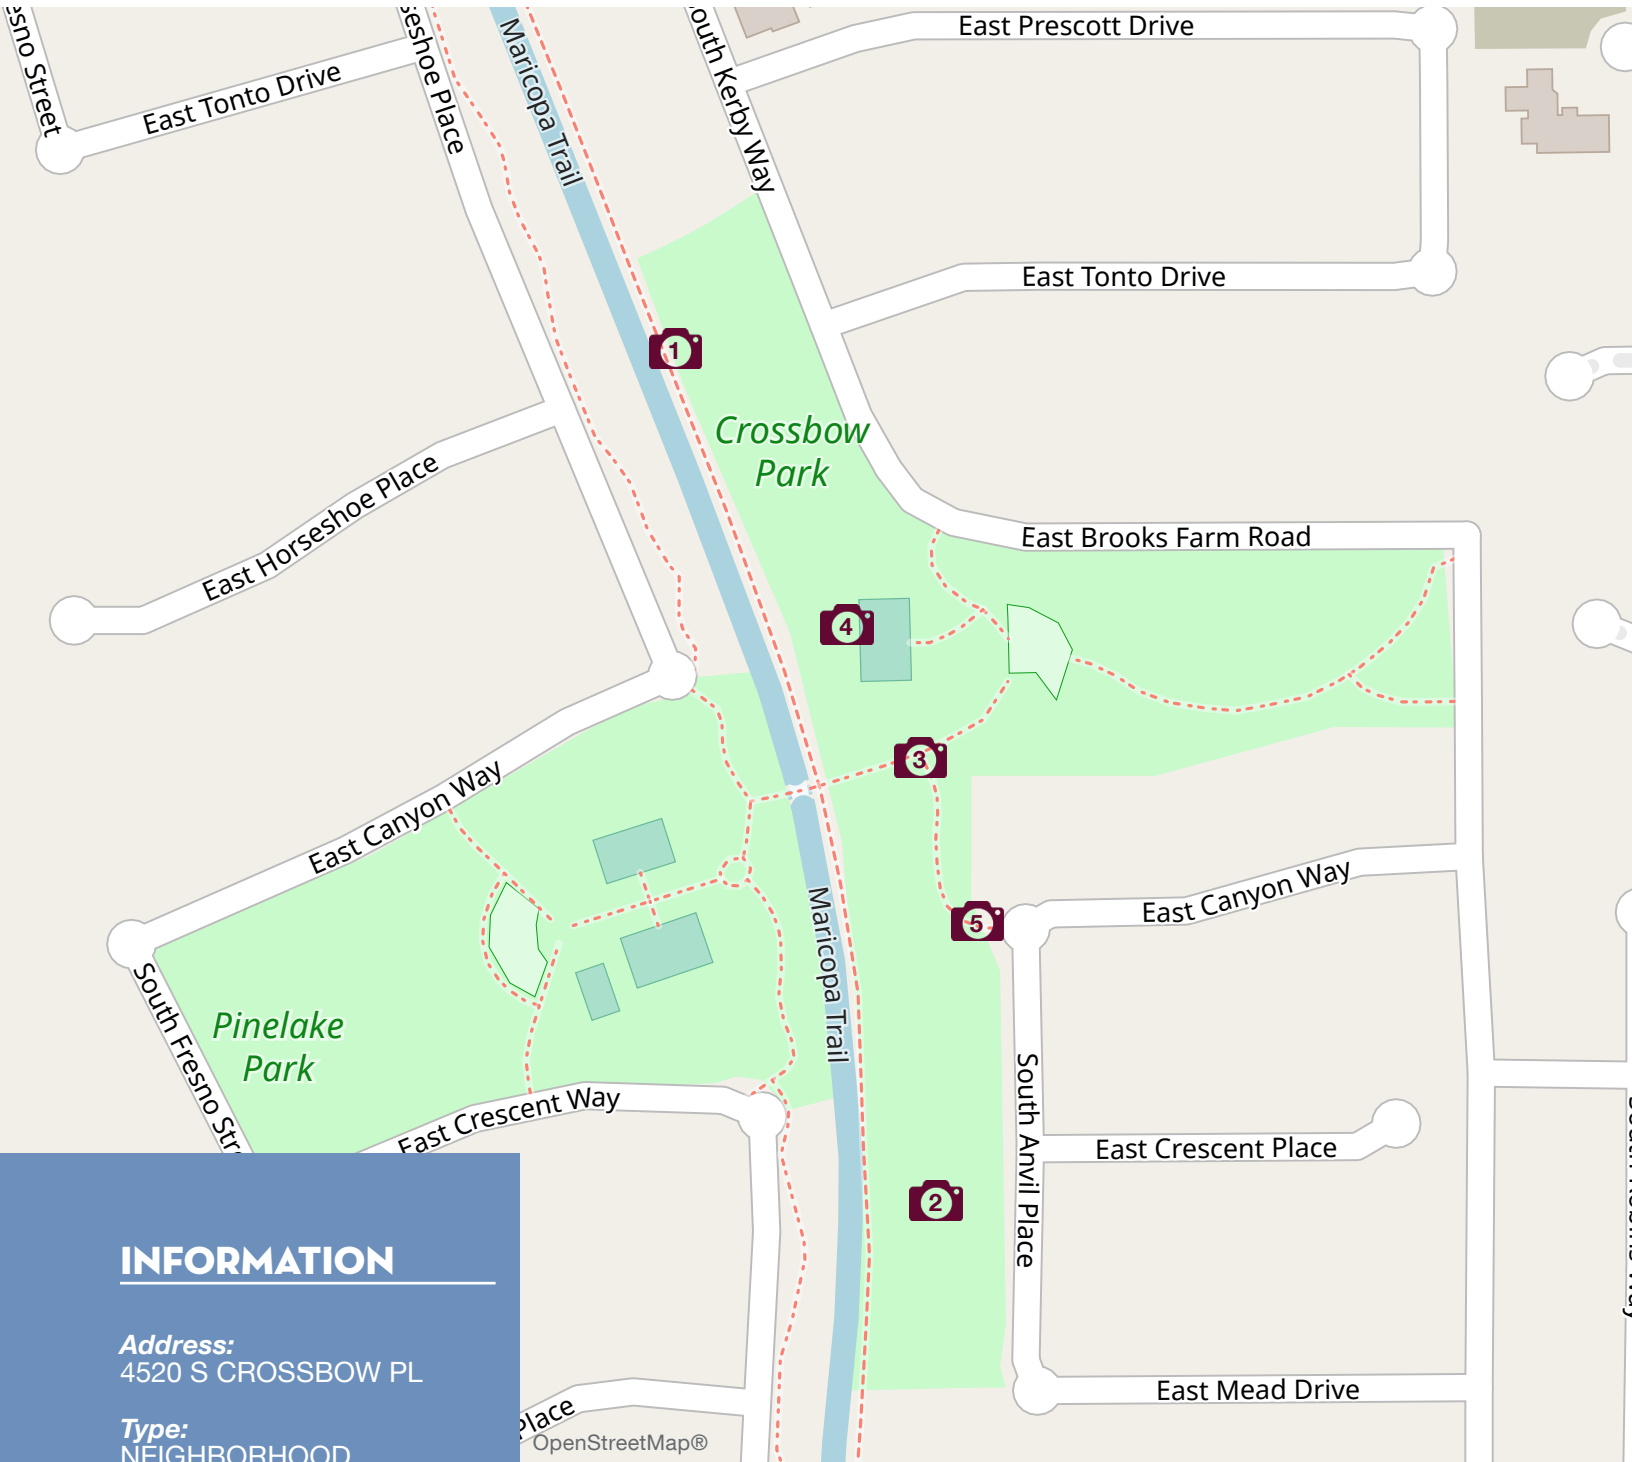 East Prescott Drive
East Tonto Drive
Maricopa Trail
South Kerby Way
East Tonto Drive
1
Crossbow
Park
East Horseshoe Place
East Brooks Farm Road
4
3
East Canyon Way
5
East Canyon Way
Maricopa Trail
Pinelake
Park
South Fresno
East Crescent Way
South Anvil Place
East Crescent Place
2
INFORMATION
Address:
4520 S CROSSBOW PL
Type:
NEIGHBORHOOD
East Mead Drive
Place
OpenStreetMap®